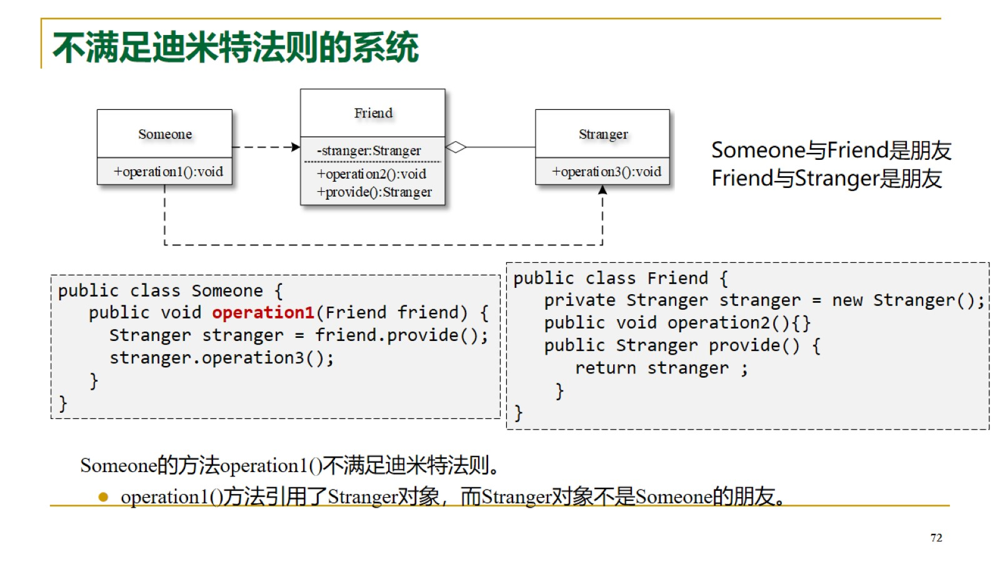 不满足迪米特法则的系统
Someone
+operation1():void
Friend
-stranger:Stranger
+operation2():void
+provide():Stranger
Stranger
+operation3():void
Someone与Friend是朋友
Friend与Stranger是朋友
public class Someone {
public void operation1(Friend friend) {
Stranger stranger = friend.provide();
stranger.operation3();
}
}
public class Friend {
private Stranger stranger = new Stranger();
public void operation2(){}
public Stranger provide() {
return stranger ;
}
}
Someone的方法operation1()不满足迪米特法则。
● operation1()方法引用了Stranger对象，而Stranger对象不是Someone的朋友。
72